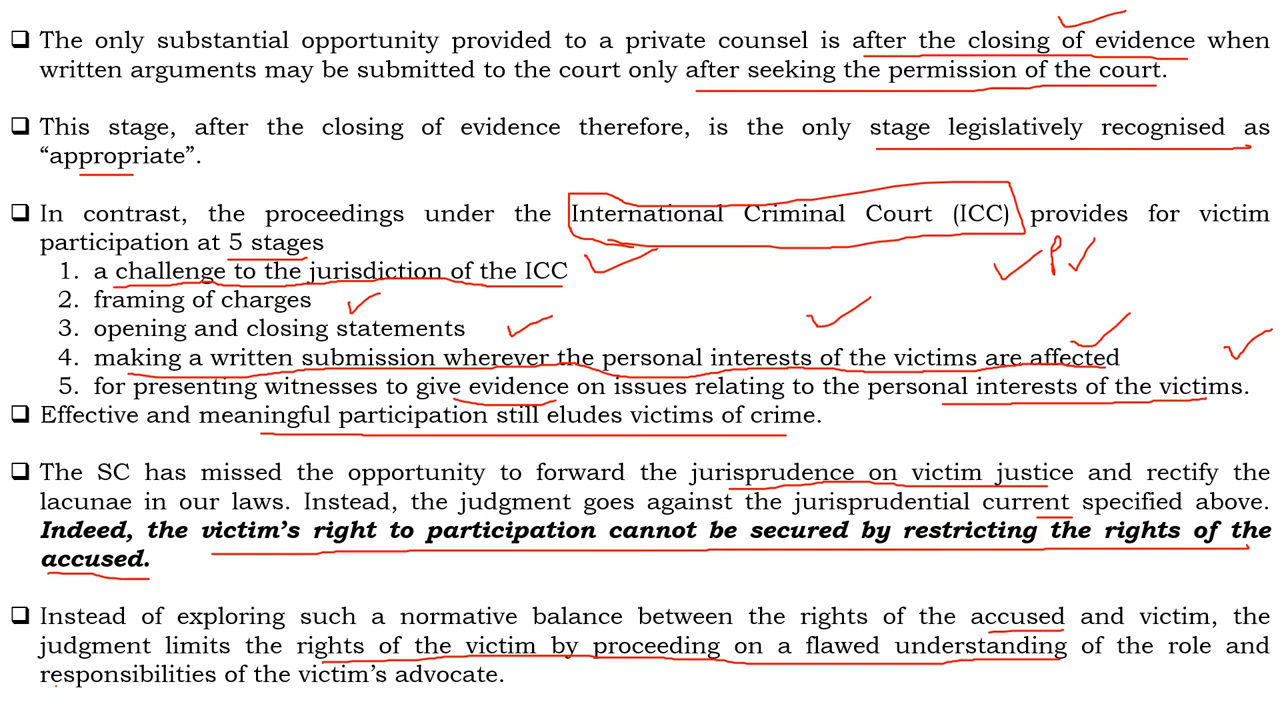 ❑ The only substantial opportunity provided to a private counsel is after the closing of evidence when
written arguments may be submitted to the court only after seeking the permission of the court.
❑ This stage, after the closing of evidence therefore, is the only stage legislatively recognised as
“appropriate”.
❑ In contrast, the proceedings under the International Criminal Court (ICC) provides for victim
participation at 5 stages
1. a challenge to the jurisdiction of the ICC
P
2. framing of charges
3. opening and closing statements
4. making a written submission wherever the personal interests of the victims are affected
5. for presenting witnesses to give evidence on issues relating to the personal interests of the victims.
❑ Effective and meaningful participation still eludes victims of crime.
❑ The SC has missed the opportunity to forward the jurisprudence on victim justice and rectify the
lacunae in our laws. Instead, the judgment goes against the jurisprudential current specified above.
Indeed, the victim’s right to participation cannot be secured by restricting the rights of the
accused.
❑ Instead of exploring such a normative balance between the rights of the accused and victim, the
judgment limits the rights of the victim by proceeding on a flawed understanding of the role and
responsibilities of the victim’s advocate.